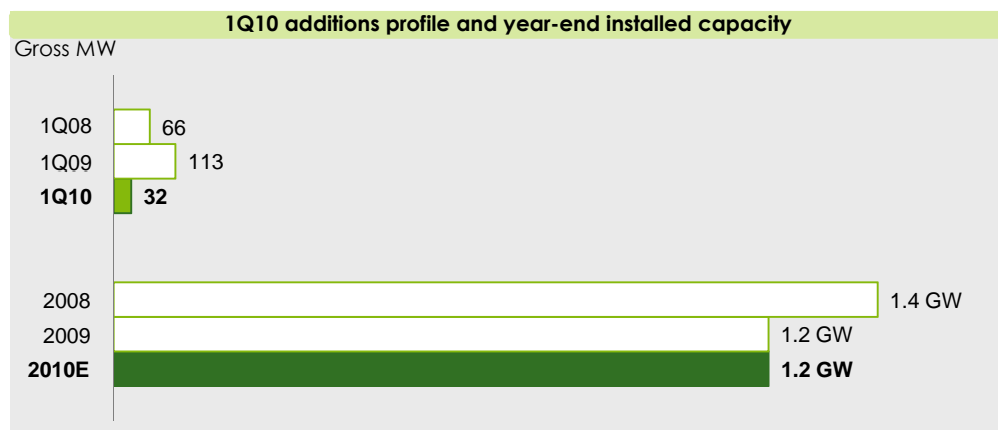 1Q10 additions profile and year-end installed capacity
Gross MW
1Q08 66
1Q09 113
1Q10 32
2008 1.4 GW
2009 1.2 GW
2010E 1.2 GW